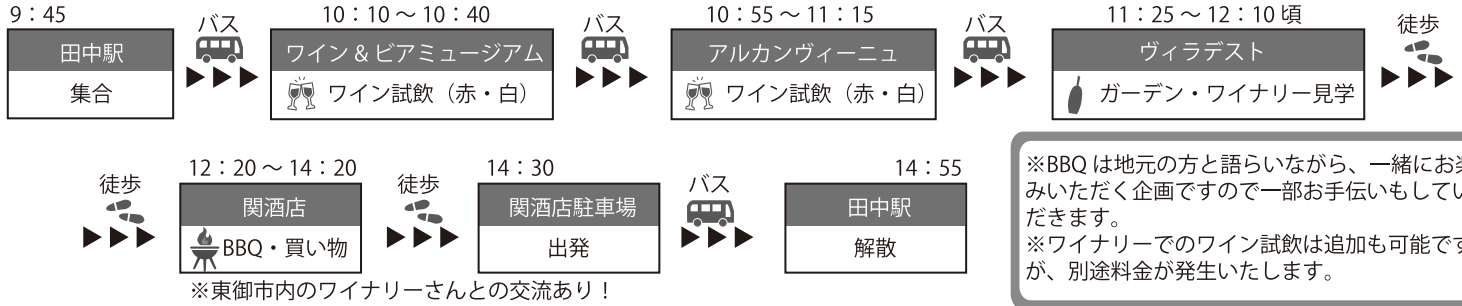 9：45
バス
10：10～10：40
バス
10：55～11：15
バス
11：25～12：10 頃
徒歩
田中駅
集合
ワイン & ビアミュージアム
ワイン試飲（赤・白）
アルカンヴィーニュ
ワイン試飲（赤・白）
ヴィラデスト
ガーデン・ワイナリー見学
徒歩
12：20～14：20
徒歩
14：30
バス
14：55
関酒店
BBQ・買い物
関酒店駐車場
出発
田中駅
解散
※東御市内のワイナリーさんとの交流あり！
※BBQ は地元の方と語らいながら、一緒にお楽
みいただく企画ですので一部お手伝いもしてい
だきます。
※ワイナリーでのワイン試飲は追加も可能です
が、別途料金が発生いたします。